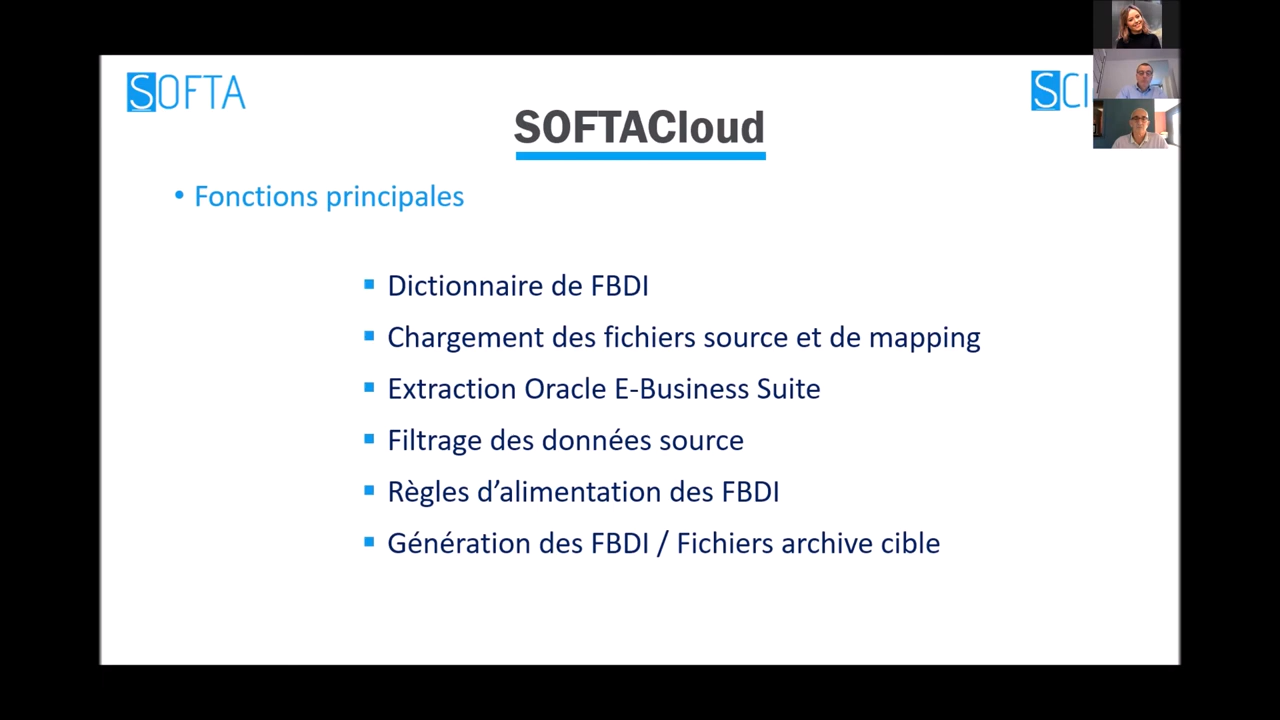 SOFTA
SCI
SOFTACloud
• Fonctions principales
▪ Dictionnaire de FBDI
▪ Chargement des fichiers source et de mapping
▪ Extraction Oracle E-Business Suite
▪ Filtrage des données source
▪ Règles d’alimentation des FBDI
▪ Génération des FBDI / Fichiers archive cible